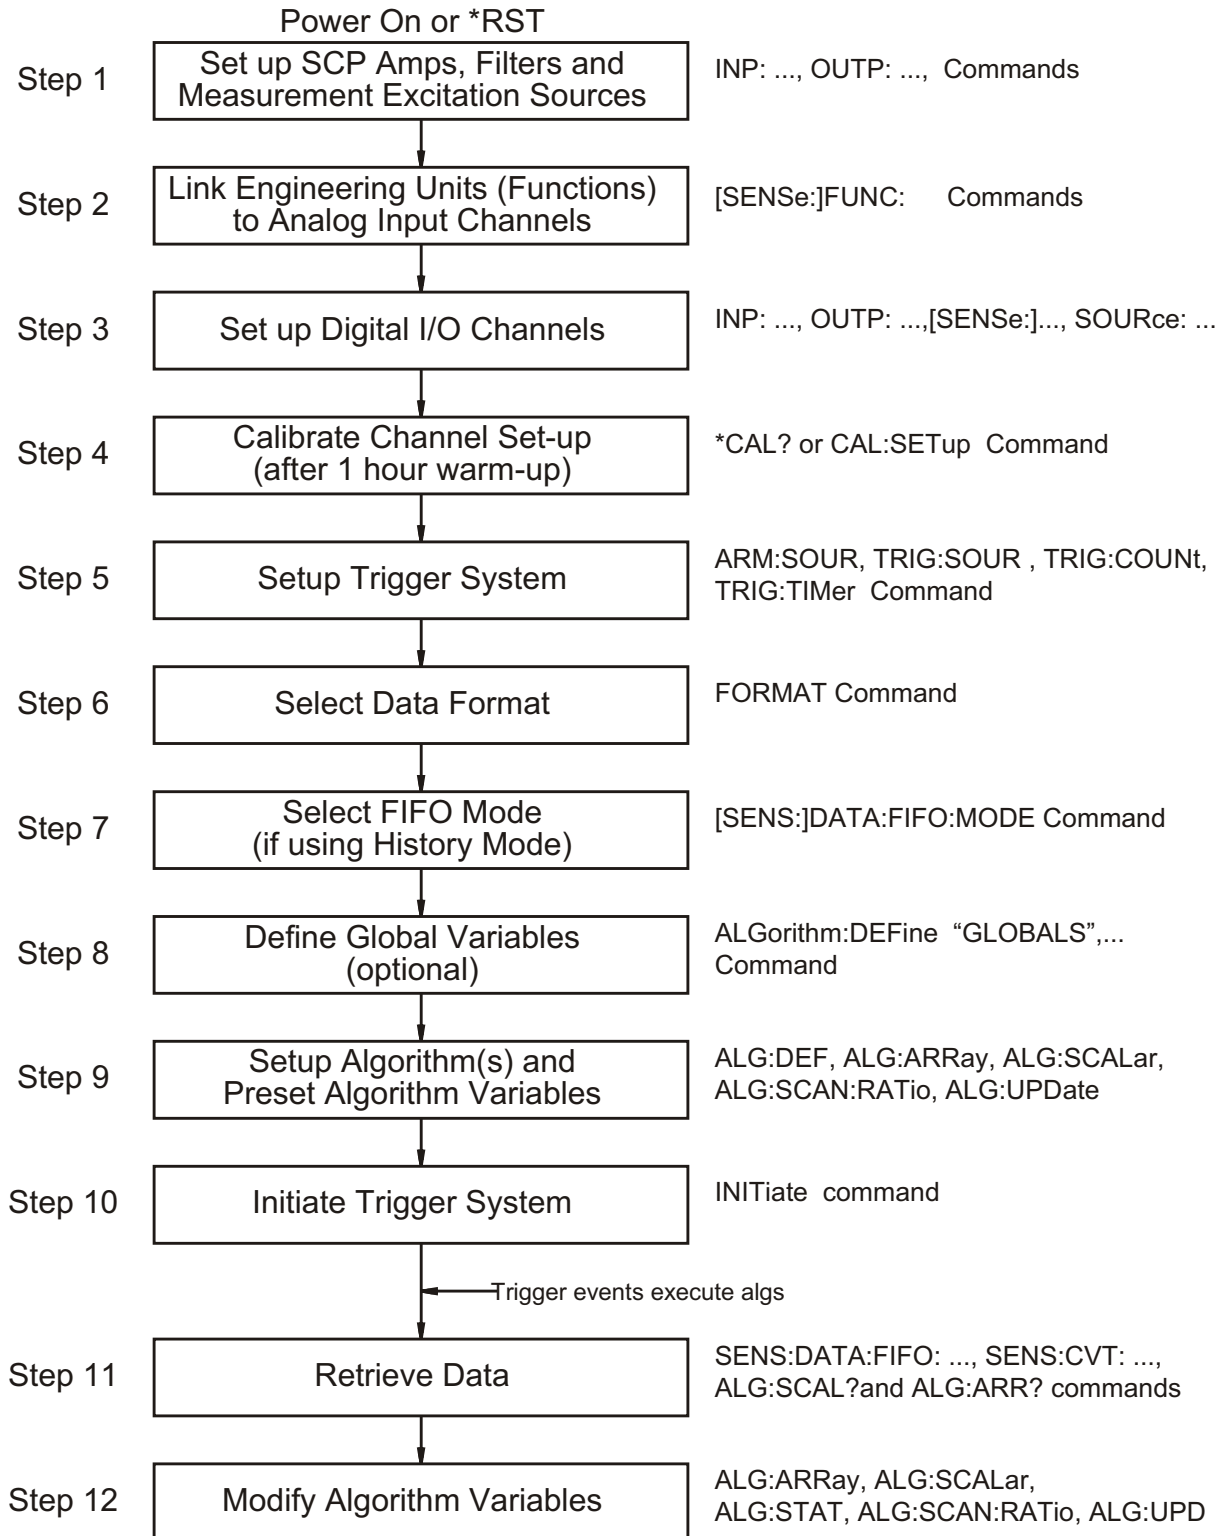 Power On or *RST
Step 1
Set up SCP Amps, Filters and
Measurement Excitation Sources
INP: ..., OUTP: ..., Commands
Step 2
Link Engineering Units (Functions)
to Analog Input Channels
[SENSe:]FUNC: Commands
Step 3
Set up Digital I/O Channels
INP: ..., OUTP: ...,[SENSe:]..., SOURce: ...
Step 4
Calibrate Channel Set-up
(after 1 hour warm-up)
*CAL? or CAL:SETup Command
Step 5
Setup Trigger System
ARM:SOUR, TRIG:SOUR , TRIG:COUNt,
TRIG:TIMer Command
Step 6
Select Data Format
FORMAT Command
Step 7
Select FIFO Mode
(if using History Mode)
[SENS:]DATA:FIFO:MODE Command
Step 8
Define Global Variables
(optional)
ALGorithm:DEFine “GLOBALS”,...
Command
Step 9
Setup Algorithm(s) and
Preset Algorithm Variables
ALG:DEF, ALG:ARRay, ALG:SCALar,
ALG:SCAN:RATio, ALG:UPDate
Step 10
Initiate Trigger System
INITiate command
Trigger events execute algs
Step 11
Retrieve Data
SENS:DATA:FIFO: ..., SENS:CVT: ...,
ALG:SCAL?and ALG:ARR? commands
Step 12
Modify Algorithm Variables
ALG:ARRay, ALG:SCALar,
ALG:STAT, ALG:SCAN:RATio, ALG:UPD